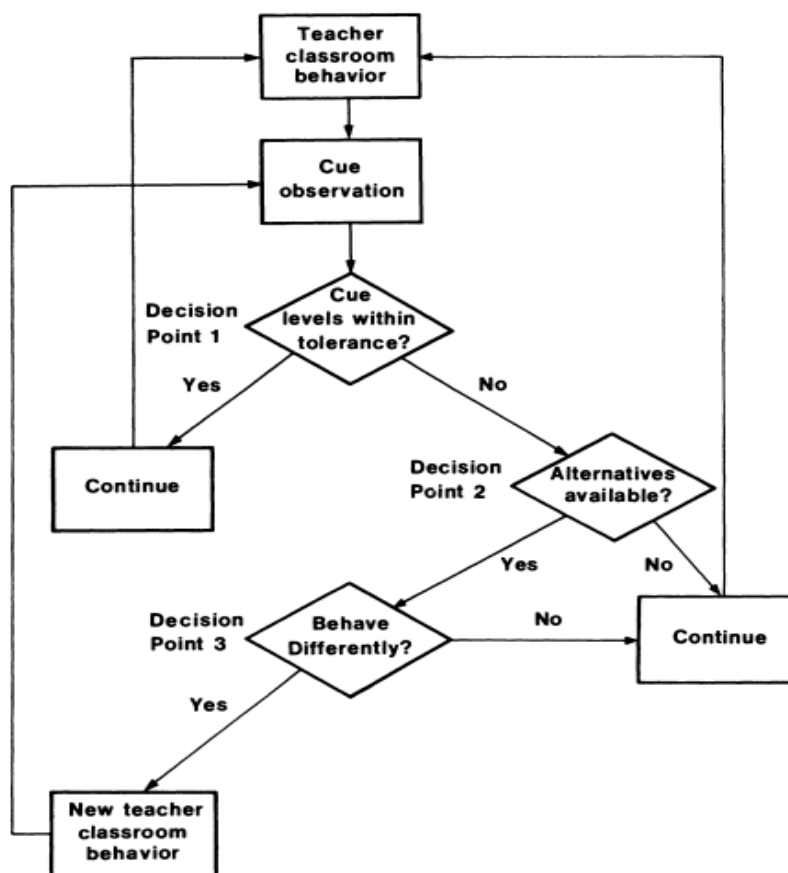 Teacher
classroom
behavior
Cue
observation
Decision
Point 1
Cue
levels within
tolerance?
Yes
No
Continue
Decision
Point 2
Alternatives
available?
Yes
No
Decision
Point 3
Behave
Differently?
No
Continue
Yes
New teacher
classroom
behavior